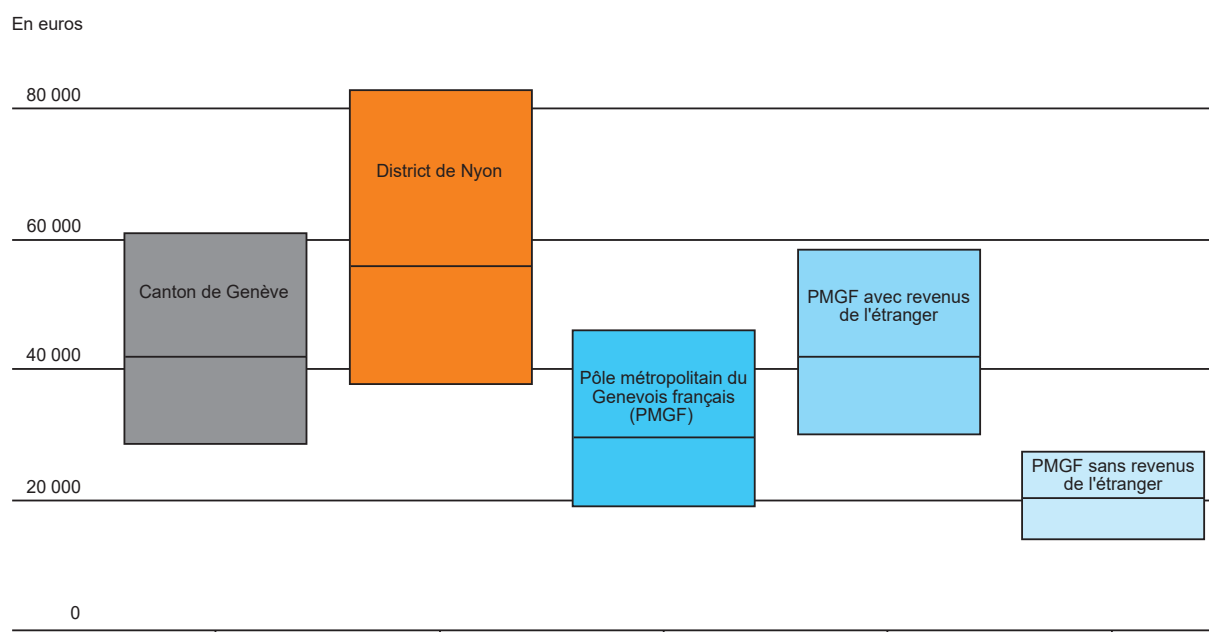 En euros
80 000
District de Nyon
60 000
Canton de Genève
PMGF avec revenus
de l'étranger
40 000
Pôle métropolitain du
Genevois français
(PMGF)
20 000
PMGF sans revenus
de l'étranger
0